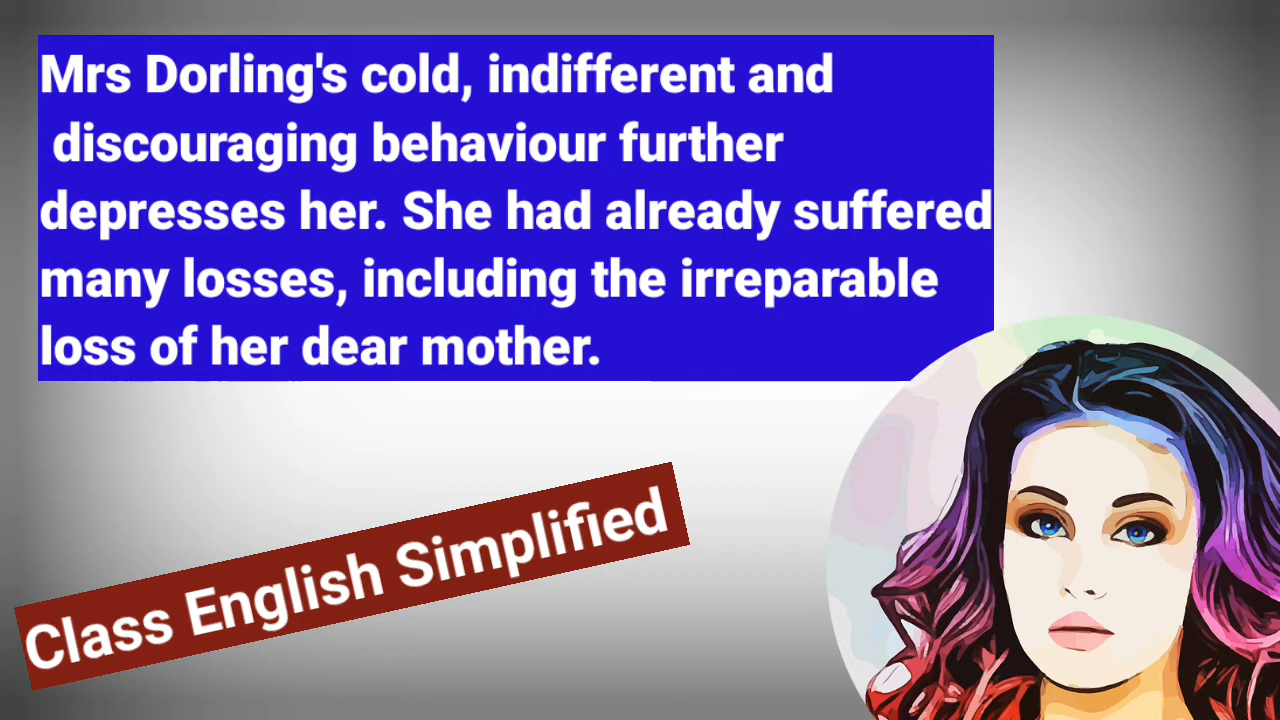 Mrs Dorling's cold, indifferent and
discouraging behaviour further
depresses her. She had already suffered
many losses, including the irreparable
loss of her dear mother.
Class English Simplified